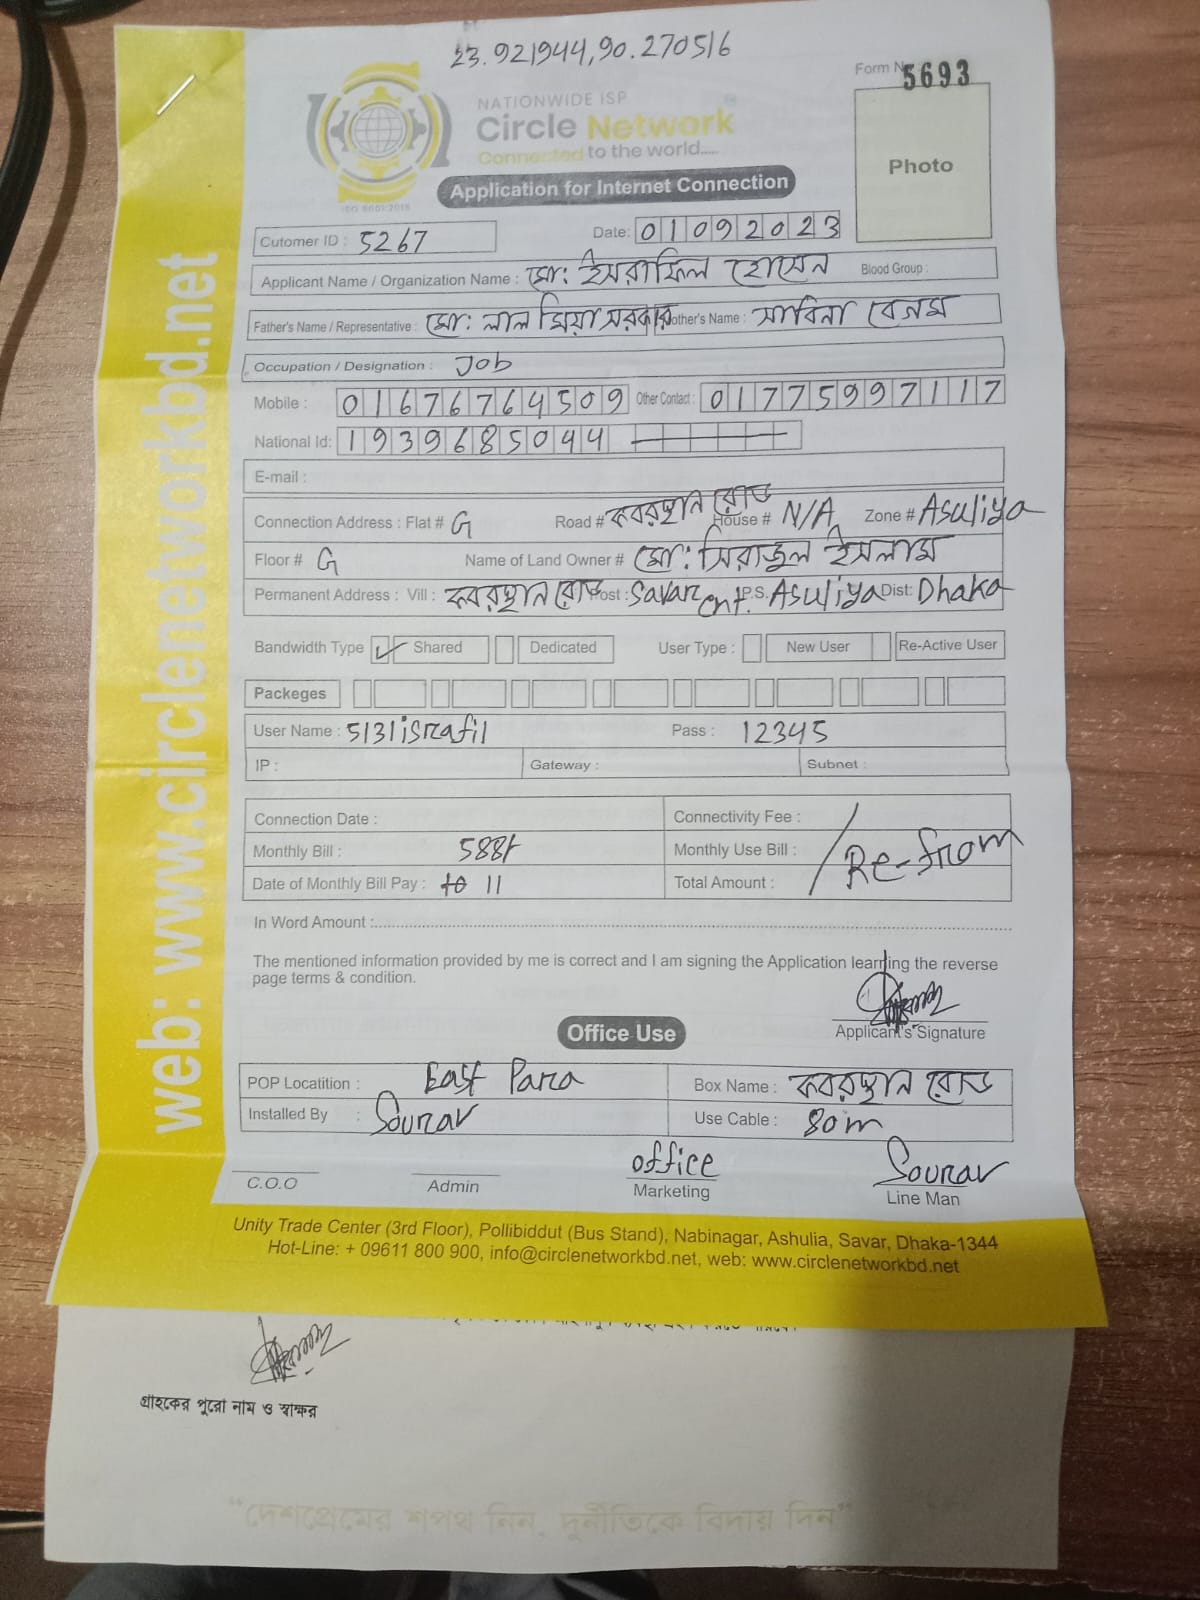 23.921944,90.270516
Form No 5693
NATIONWIDE ISP
Circle Network
Connected to the world.....
ISO 9001:2015
Photo
Application for Internet Connection
Cutomer ID : 5267 Date: 01092023
Applicant Name / Organization Name : মো: ইসরাফিল হোসেন Blood Group :
Father's Name / Representative : মো: লাল মিয়া সরকার Mother's Name : সাবিনা বেগম
Occupation / Designation : Job
Mobile : 01676764509 Other Contact : 01775997117
National Id: 1939685044
E-mail :
Connection Address : Flat # G Road # কবরস্থান রোড House # N/A Zone # Asuliya
Floor # G Name of Land Owner # মো: সিরাজুল ইসলাম
Permanent Address : Vill : কবরস্থান রোড Post : Savar Cnt. P.S. Asuliya Dist: Dhaka
Bandwidth Type Shared Dedicated User Type : New User Re-Active User
Packeges
User Name : 5131israfil Pass : 12345
IP : Gateway : Subnet :
Connection Date : Connectivity Fee :
Monthly Bill : 588/- Monthly Use Bill : Re-from
Date of Monthly Bill Pay : to 11 Total Amount :
In Word Amount :
The mentioned information provided by me is correct and I am signing the Application learning the reverse
page terms & condition.
Applicant's Signature
Office Use
POP Locatition : East Para Box Name : কবরস্থান রোড
Installed By : Sourav Use Cable : 80m
office Sourav
C.O.O Admin Marketing Line Man
Unity Trade Center (3rd Floor), Pollibiddut (Bus Stand), Nabinagar, Ashulia, Savar, Dhaka-1344
Hot-Line: + 09611 800 900, info@circlenetworkbd.net, web: www.circlenetworkbd.net
web: www.circlenetworkbd.net
গ্রাহকের পুরো নাম ও স্বাক্ষর
“দেশপ্রেমের শপথ নিন, দুর্নীতিকে বিদায় দিন”